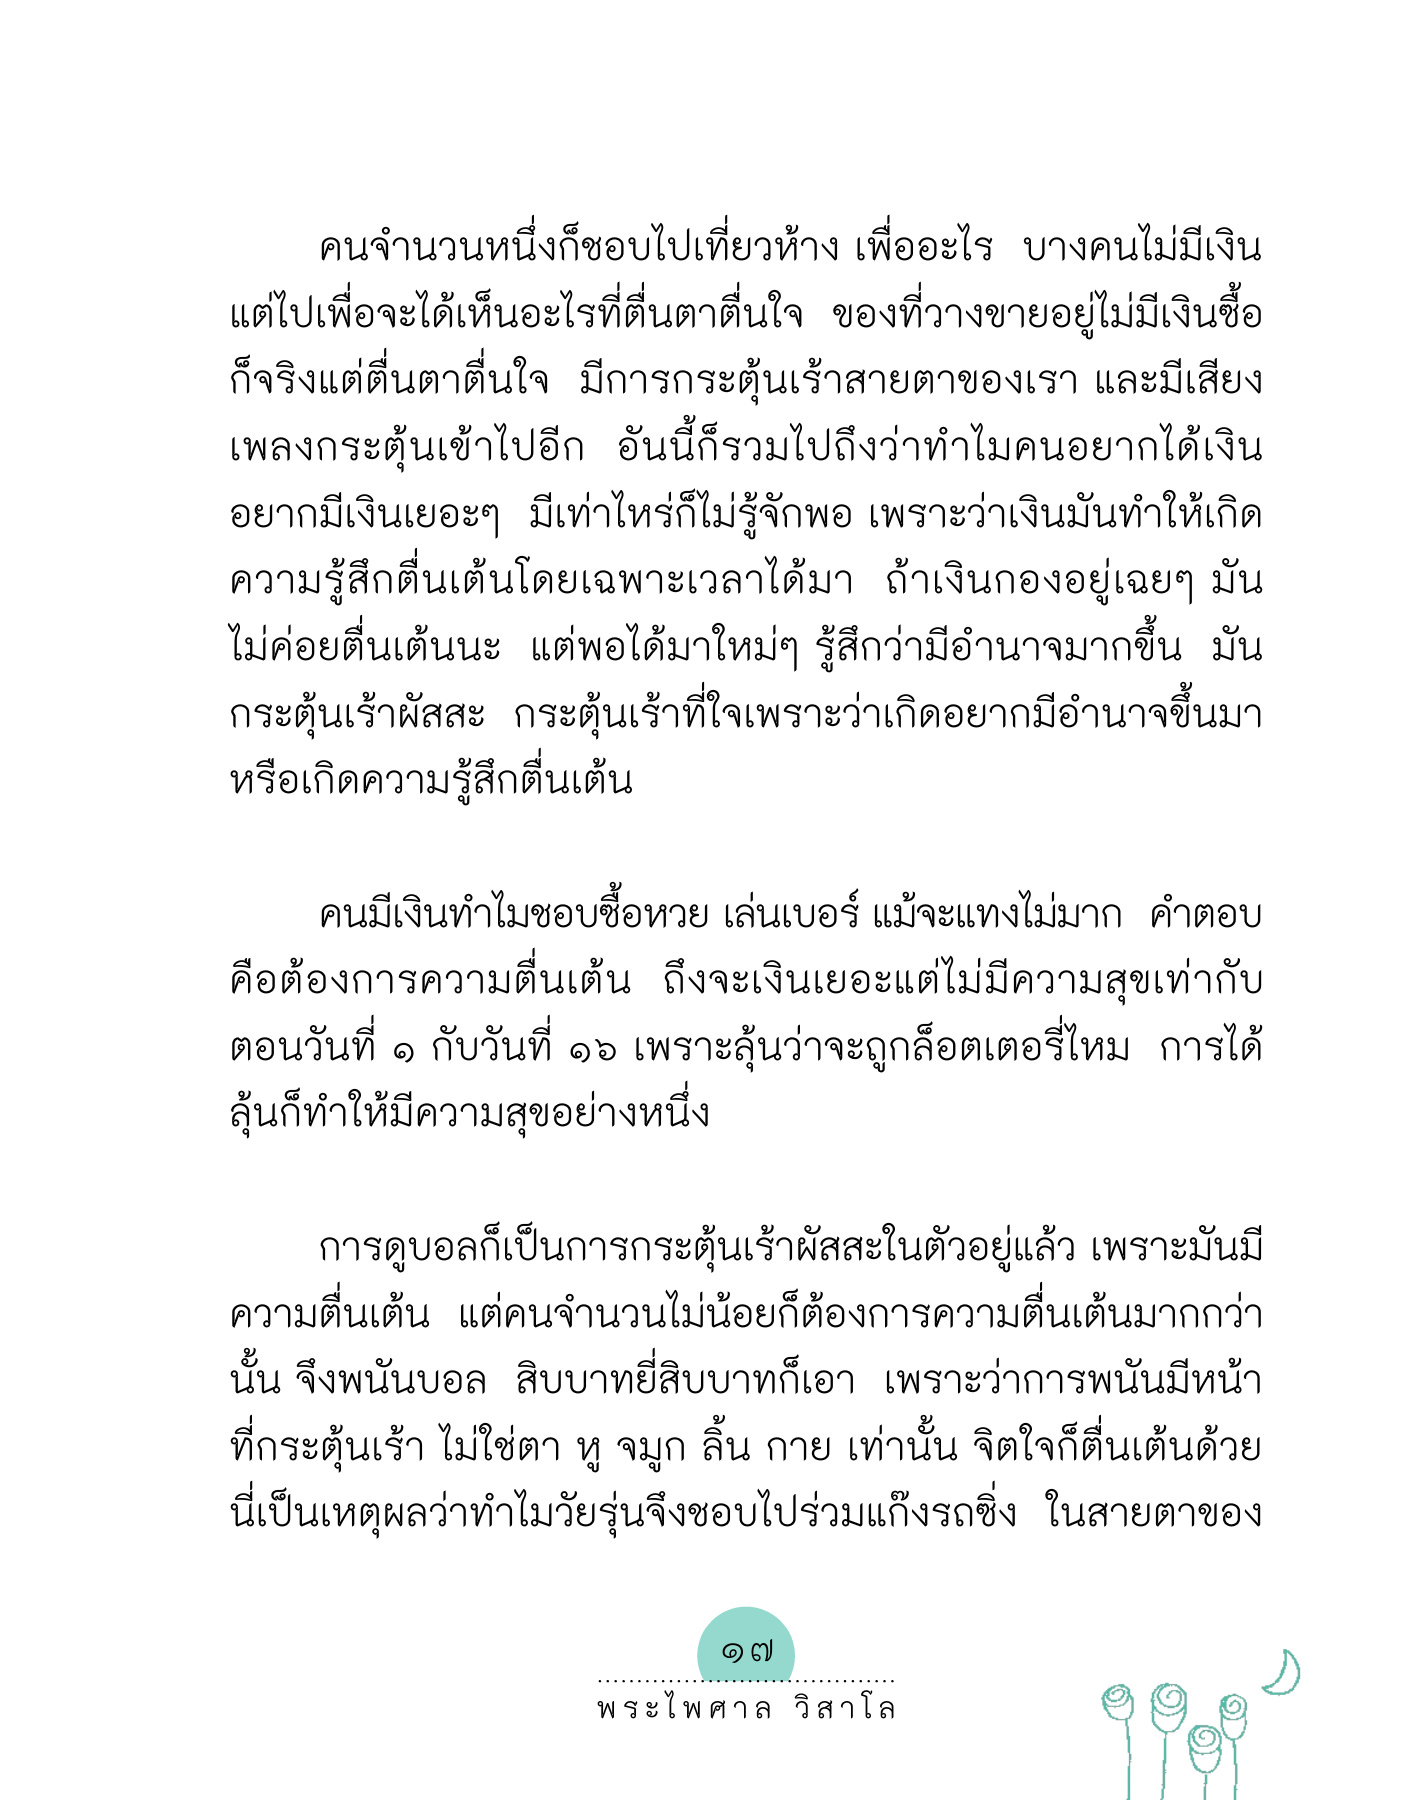 คนจำนวนหนึ่งก็ชอบไปเที่ยวห้าง เพื่ออะไร บางคนไม่มีเงิน
แต่ไปเพื่อจะได้เห็นอะไรที่ตื่นตาตื่นใจ ของที่วางขายอยู่ไม่มีเงินซื้อ
ก็จริงแต่ตื่นตาตื่นใจ มีการกระตุ้นเร้าสายตาของเรา และมีเสียง
เพลงกระตุ้นเข้าไปอีก อันนี้ก็รวมไปถึงว่าทำไมคนอยากได้เงิน
อยากมีเงินเยอะๆ มีเท่าไหร่ก็ไม่รู้จักพอ เพราะว่าเงินมันทำให้เกิด
ความรู้สึกตื่นเต้นโดยเฉพาะเวลาได้มา ถ้าเงินกองอยู่เฉยๆ มัน
ไม่ค่อยตื่นเต้นนะ แต่พอได้มาใหม่ๆ รู้สึกว่ามีอำนาจมากขึ้น มัน
กระตุ้นเร้าผัสสะ กระตุ้นเร้าที่ใจเพราะว่าเกิดอยากมีอำนาจขึ้นมา
หรือเกิดความรู้สึกตื่นเต้น
คนมีเงินทำไมชอบซื้อหวย เล่นเบอร์ แม้จะแทงไม่มาก คำตอบ
คือต้องการความตื่นเต้น ถึงจะเงินเยอะแต่ไม่มีความสุขเท่ากับ
ตอนวันที่ ๑ กับวันที่ ๑๖ เพราะลุ้นว่าจะถูกล็อตเตอรี่ไหม การได้
ลุ้นก็ทำให้มีความสุขอย่างหนึ่ง
การดูบอลก็เป็นการกระตุ้นเร้าผัสสะในตัวอยู่แล้ว เพราะมันมี
ความตื่นเต้น แต่คนจำนวนไม่น้อยก็ต้องการความตื่นเต้นมากกว่า
นั้น จึงพนันบอล สิบบาทยี่สิบบาทก็เอา เพราะว่าการพนันมีหน้า
ที่กระตุ้นเร้า ไม่ใช่ตา หู จมูก ลิ้น กาย เท่านั้น จิตใจก็ตื่นเต้นด้วย
นี่เป็นเหตุผลว่าทำไมวัยรุ่นจึงชอบไปร่วมแก๊งรถซิ่ง ในสายตาของ
๑๗
พระไพศาล วิสาโล